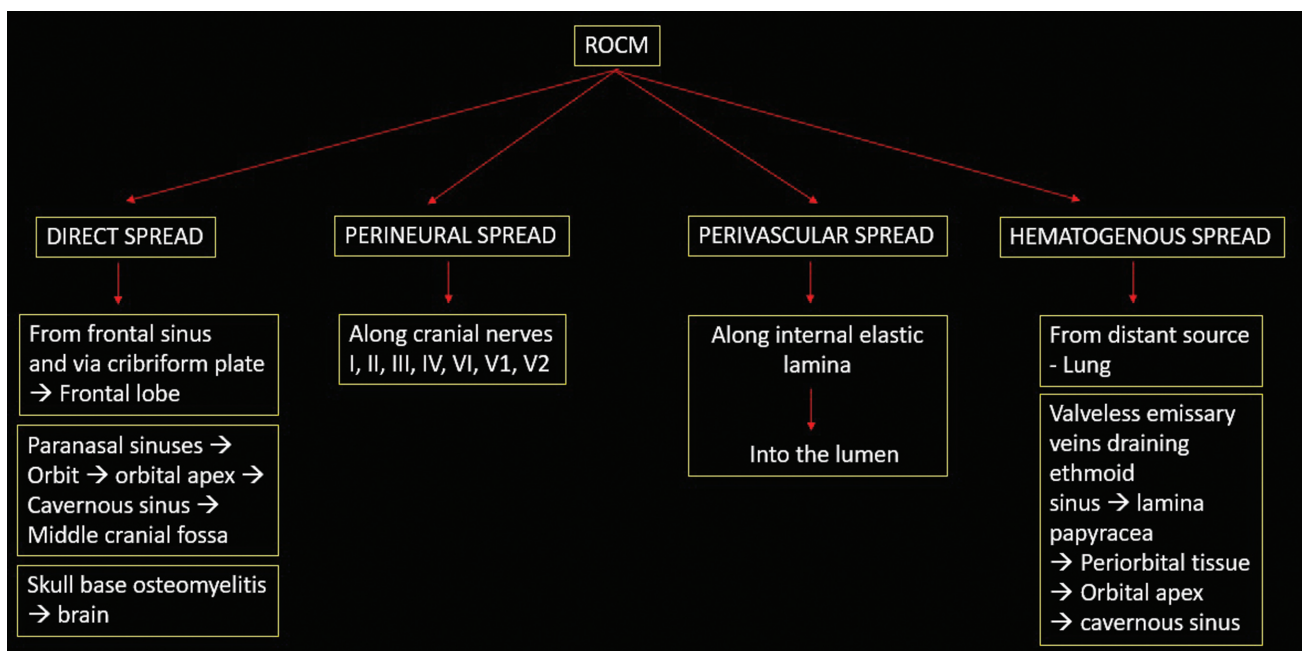 ROCM
DIRECT SPREAD
From frontal sinus
and via cribriform plate
→ Frontal lobe
Paranasal sinuses →
Orbit → orbital apex →
Cavernous sinus →
Middle cranial fossa
Skull base osteomyelitis
→ brain
PERINEURAL SPREAD
Along cranial nerves
I, II, III, IV, VI, V1, V2
PERIVASCULAR SPREAD
Along internal elastic
lamina
Into the lumen
HEMATOGENOUS SPREAD
From distant source
- Lung
Valveless emissary
veins draining
ethmoid
sinus → lamina
papyracea
→ Periorbital tissue
→ Orbital apex
→ cavernous sinus